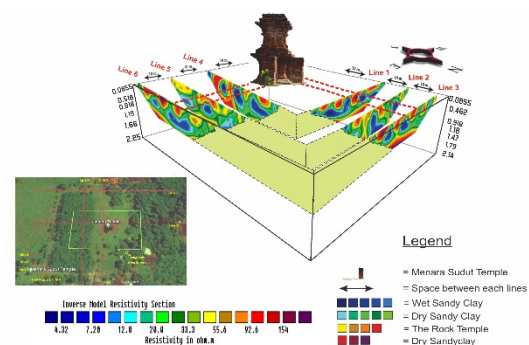 Line 6
Line 5
Line 4
Line 1
Line 2
Line 3
0.0855
0.518
0.916
1.19
1.66
2.25
0.0855
0.462
0.916
1.18
1.47
1.79
2.14
Legend
= Menara Sudut Temple
= Space between each lines
= Wet Sandy Clay
= Dry Sandy Clay
= The Rock Temple
= Dry Sandyclay
Inverse Model Resistivity Section
4.32 7.20 12.0 20.0 33.3 55.6 92.6 154
Resistivity in ohm.m